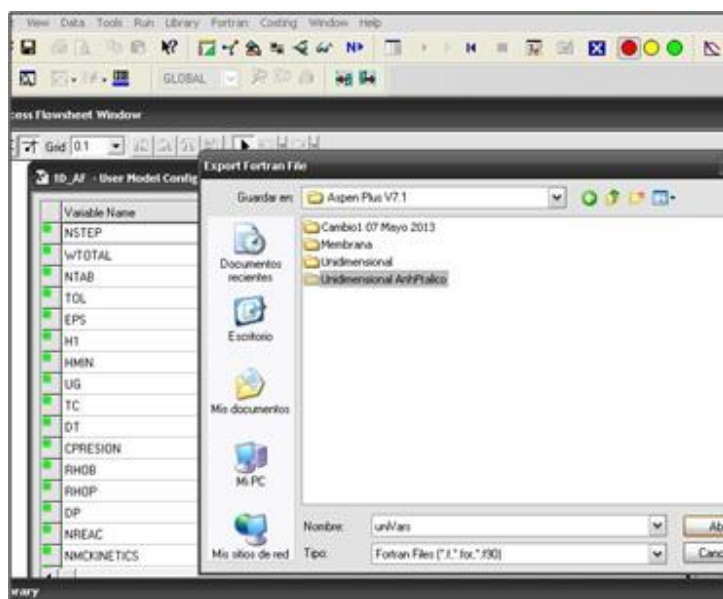 View Data Tools Run Library Fortran Costing Window Help
N▶
GLOBAL
cess Flowsheet Window
Grid 0.1
1D_AF - User Model Config
Variable Name
NSTEP
WTOTAL
NTAB
TOL
EPS
H1
HMIN
UG
TC
DT
CPRESION
RHOB
RHOP
DP
NREAC
NMCKINETICS
Export Fortran File
Guardar en: Aspen Plus V7.1
Cambio1 07 Mayo 2013
Membrana
Unidimensional
Unidimensional AnhFtalico
Documentos
recientes
Escritorio
Mis documentos
Mi PC
Mis sitios de red
Nombre: uniVars
Ab
Tipo: Fortran Files (*.f,*.for,*.f90)
Canc
rary